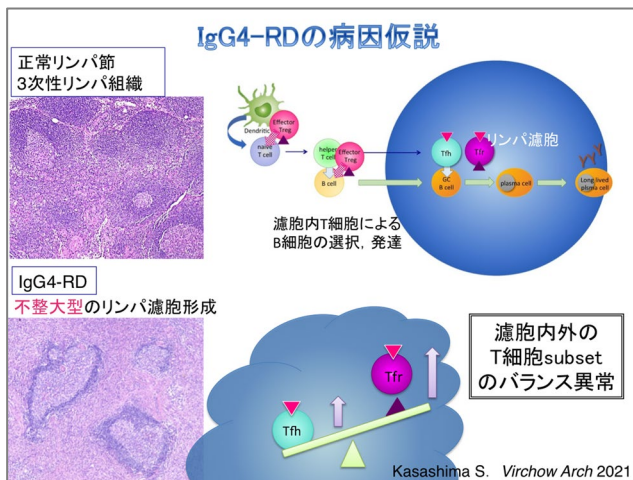 IgG4-RDの病因仮説
正常リンパ節
3次性リンパ組織
Dendritic
Effector
Treg
naive
T cell
helper
T cell
Effector
Treg
B cell
リンパ濾胞
Tfh
Tfr
GC
B cell
plasma cell
Long lived
plasma cell
濾胞内T細胞による
B細胞の選択，発達
IgG4-RD
不整大型のリンパ濾胞形成
Tfh
Tfr
濾胞内外の
T細胞subset
のバランス異常
Kasashima S. Virchow Arch 2021